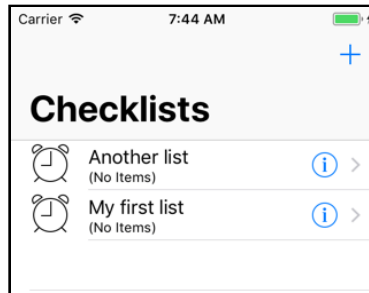 Carrier 7:44 AM
Checklists
Another list
(No Items)
My first list
(No Items)